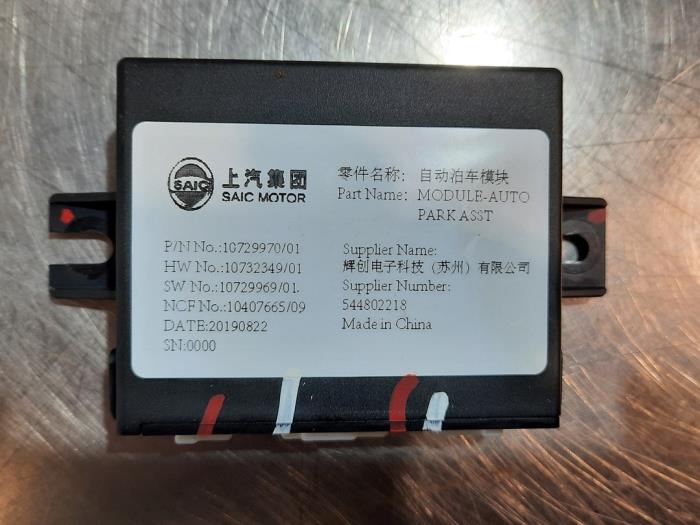 SAIC
上汽集团
SAIC MOTOR
零件名称: 自动泊车模块
Part Name: MODULE-AUTO
PARK ASST
P/N No.:10729970/01
HW No.:10732349/01
SW No.:10729969/01.
NCF No.:10407665/09
DATE:20190822
SN:0000
Supplier Name:
辉创电子科技（苏州）有限公司
Supplier Number:
544802218
Made in China